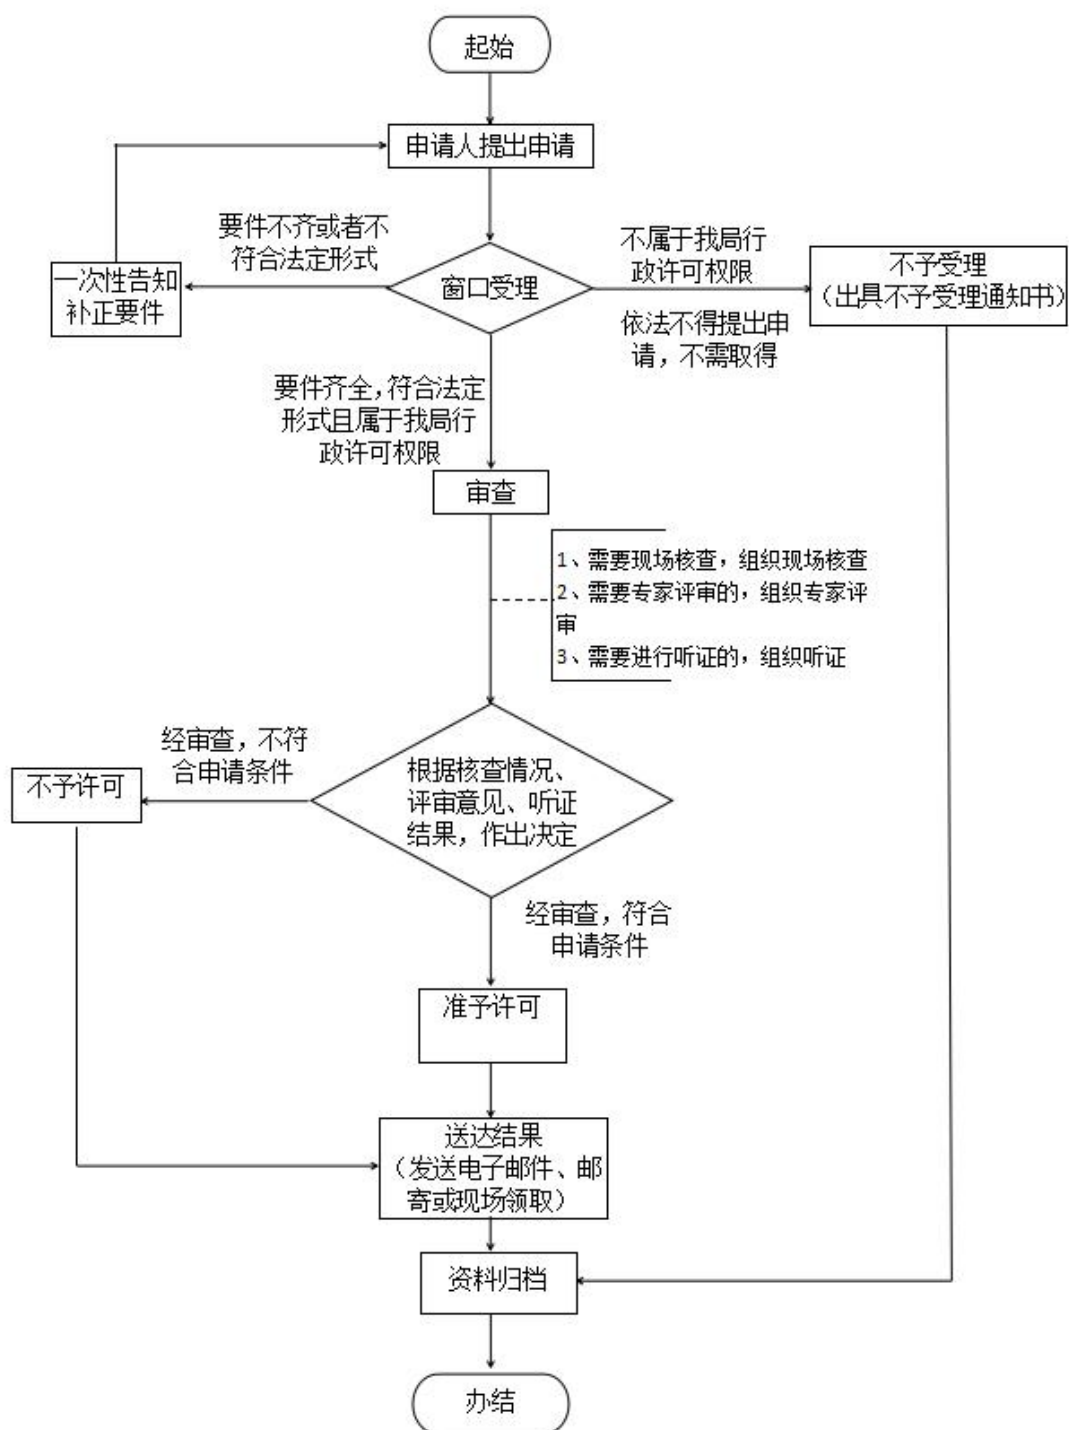 起始
申请人提出申请
要件不齐或者不
符合法定形式
不属于我局行
政许可权限
一次性告知
补正要件
窗口受理
不予受理
（出具不予受理通知书）
依法不得提出申
请，不需取得
要件齐全，符合法定
形式且属于我局行
政许可权限
审查
1、需要现场核查，组织现场核查
2、需要专家评审的，组织专家评
审
3、需要进行听证的，组织听证
经审查，不符
合申请条件
不予许可
根据核查情况、
评审意见、听证
结果，作出决定
经审查，符合
申请条件
准予许可
送达结果
（发送电子邮件、邮
寄或现场领取）
资料归档
办结